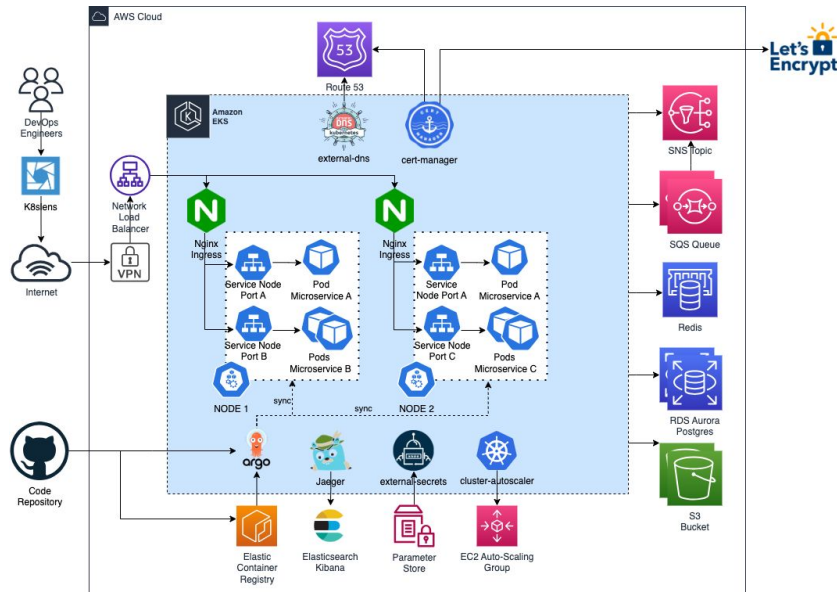 AWS Cloud
Let's
Encrypt
53
Route 53
Amazon
EKS
DNS
kubernetes
external-dns
CERT
MANAGER
cert-manager
DevOps
Engineers
K8slens
Internet
VPN
Network
Load
Balancer
N
Nginx
Ingress
Service Node
Port A
Pod
Microservice A
Service Node
Port B
Pods
Microservice B
NODE 1
N
Nginx
Ingress
Service
Node Port A
Pod
Microservice A
Service Node
Port C
Pods
Microservice C
NODE 2
sync
sync
SNS Topic
SQS Queue
Redis
RDS Aurora
Postgres
S3
Bucket
Code
Repository
argo
Jaeger
external-secrets
cluster-autoscaler
Elastic
Container
Registry
Elasticsearch
Kibana
Parameter
Store
EC2 Auto-Scaling
Group